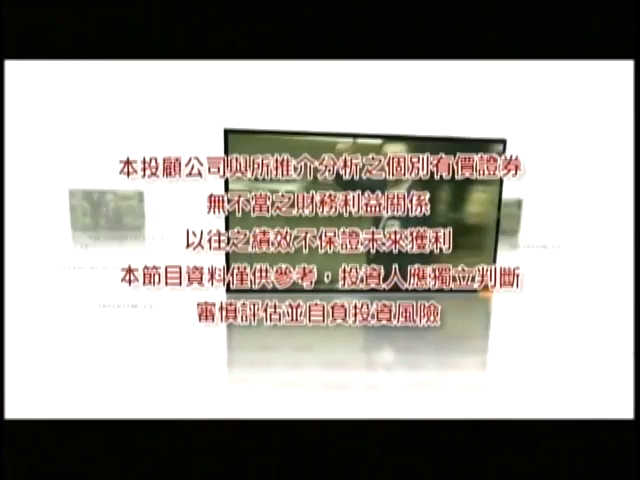 本投顧公司與所推介分析之個別有價證券
無不當之財務利益關係
以往之績效不保證未來獲利
本節目資料僅供參考，投資人應獨立判斷
審慎評估並自負投資風險